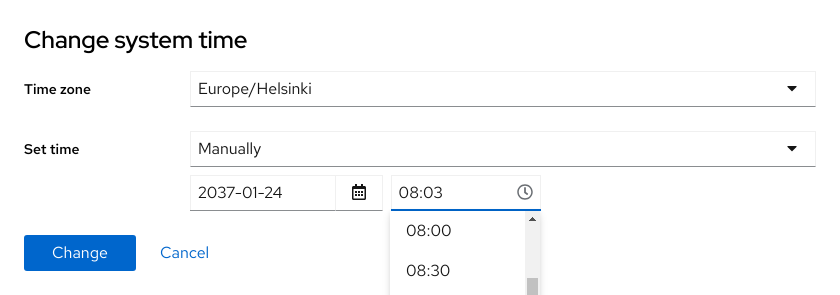 Change system time
Time zone Europe/Helsinki
Set time Manually
2037-01-24 08:03
08:00
Change Cancel
08:30